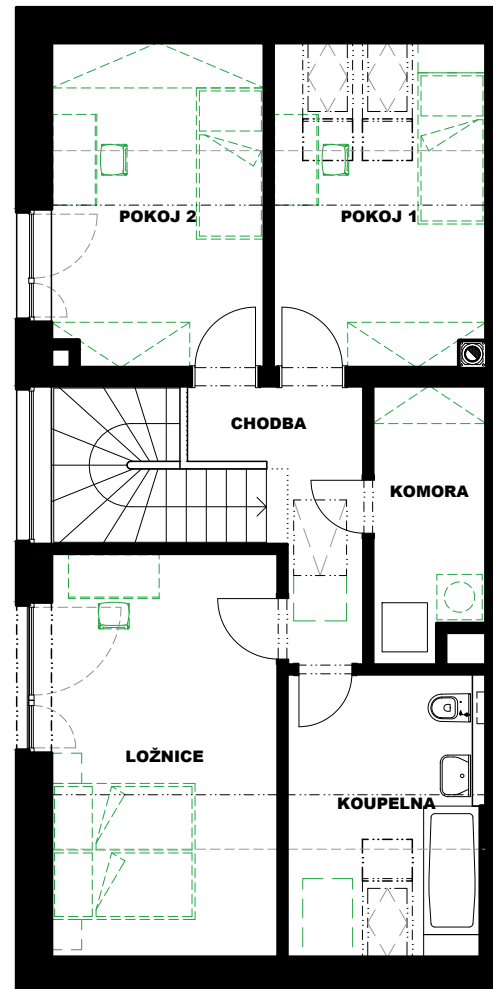 POKOJ 2
POKOJ 1
CHODBA
KOMORA
LOŽNICE
KOUPELNA